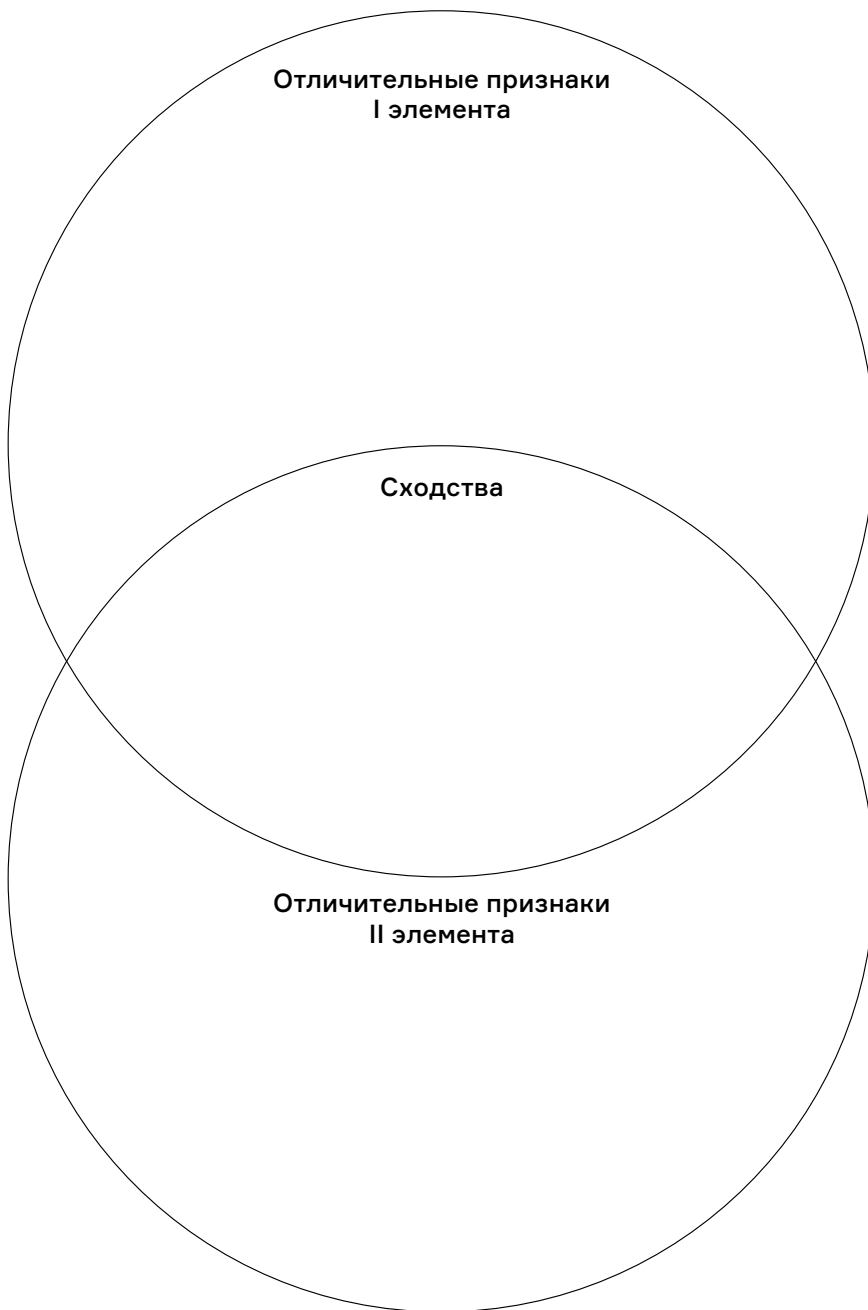 Отличительные признаки
I элемента
Сходства
Отличительные признаки
II элемента